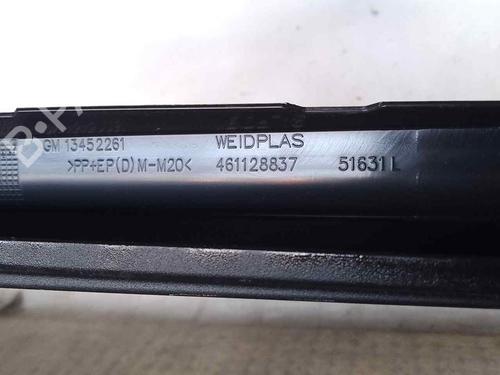 GM 13452261 WEIDPLAS
>PP+EP(D)M-M20< 461128837 51631 L